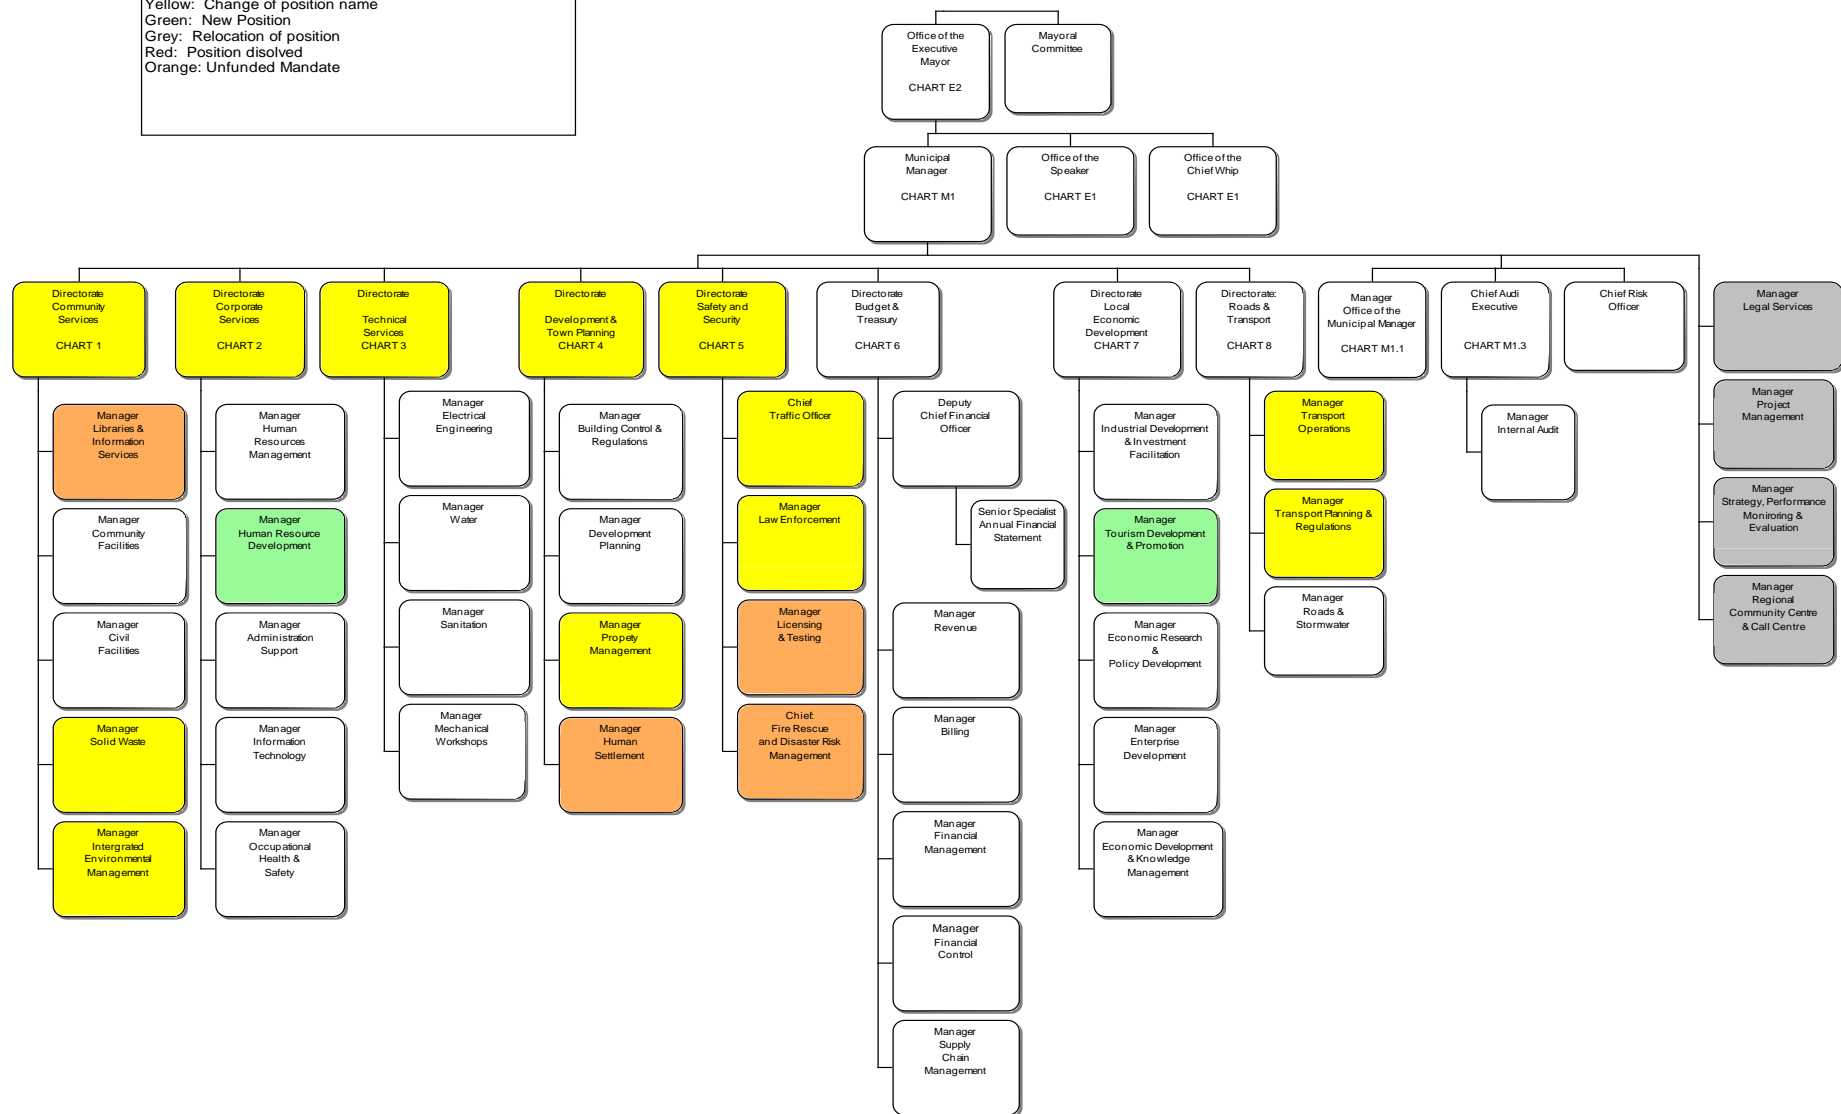 Yellow: Change of position name
Green: New Position
Grey: Relocation of position
Red: Position disolved
Orange: Unfunded Mandate
Office of the
Executive
Mayor
CHART E2
Mayoral
Committee
Municipal
Manager
CHART M1
Office of the
Speaker
CHART E1
Office of the
Chief Whip
CHART E1
Directorate
Community
Services
CHART 1
Directorate
Corporate
Services
CHART 2
Directorate
Technical
Services
CHART 3
Directorate
Development &
Town Planning
CHART 4
Directorate
Safety and
Security
CHART 5
Directorate
Budget &
Treasury
CHART 6
Directorate
Local
Economic
Development
CHART 7
Directorate:
Roads &
Transport
CHART 8
Manager
Office of the
Municipal Manager
CHART M1.1
Chief Audi
Executive
CHART M1.3
Chief Risk
Officer
Manager
Legal Services
Manager
Libraries &
Information
Services
Manager
Community
Facilities
Manager
Civil
Facilities
Manager
Solid Waste
Manager
Intergrated
Environmental
Management
Manager
Human
Resources
Management
Manager
Human Resource
Development
Manager
Administration
Support
Manager
Information
Technology
Manager
Occupational
Health &
Safety
Manager
Electrical
Engineering
Manager
Water
Manager
Sanitation
Manager
Mechanical
Workshops
Manager
Building Control &
Regulations
Manager
Development
Planning
Manager
Propety
Management
Manager
Human
Settlement
Chief
Traffic Officer
Manager
Law Enforcement
Manager
Licensing
& Testing
Chief:
Fire Rescue
and Disaster Risk
Management
Deputy
Chief Financial
Officer
Senior Specialist
Annual Financial
Statement
Manager
Revenue
Manager
Billing
Manager
Financial
Management
Manager
Financial
Control
Manager
Supply
Chain
Management
Manager
Industrial Development
& Investment
Facilitation
Manager
Tourism Development
& Promotion
Manager
Economic Research
&
Policy Development
Manager
Enterprise
Development
Manager
Economic Development
& Knowledge
Management
Manager
Transport
Operations
Manager
Transport Planning &
Regulations
Manager
Roads &
Stormwater
Manager
Internal Audit
Manager
Project
Management
Manager
Strategy, Performance
Monitroring &
Evaluation
Manager
Regional
Community Centre
& Call Centre